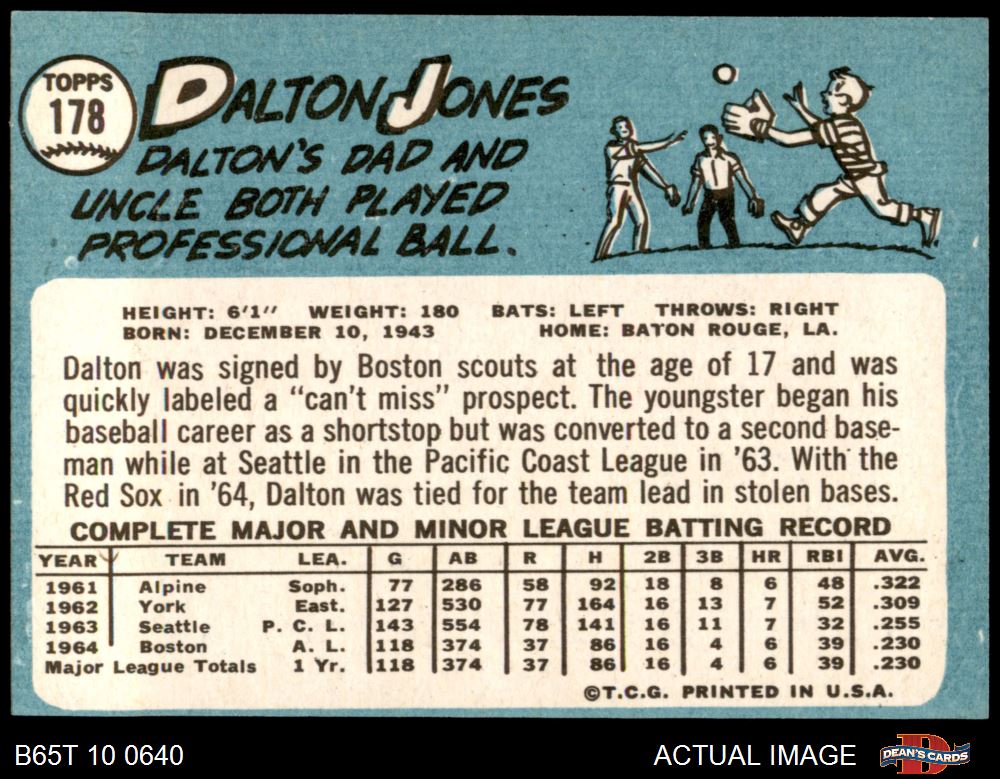 TOPPS
178
DALTON JONES
DALTON'S DAD AND
UNCLE BOTH PLAYED
PROFESSIONAL BALL.
HEIGHT: 6'1" WEIGHT: 180 BATS: LEFT THROWS: RIGHT
BORN: DECEMBER 10, 1943 HOME: BATON ROUGE, LA.
Dalton was signed by Boston scouts at the age of 17 and was
quickly labeled a "can't miss" prospect. The youngster began his
baseball career as a shortstop but was converted to a second base-
man while at Seattle in the Pacific Coast League in '63. With the
Red Sox in '64, Dalton was tied for the team lead in stolen bases.
COMPLETE MAJOR AND MINOR LEAGUE BATTING RECORD
YEAR TEAM LEA. G AB R H 2B 3B HR RBI AVG.
1961 Alpine Soph. 77 286 58 92 18 8 6 48 .322
1962 York East. 127 530 77 164 16 13 7 52 .309
1963 Seattle P. C. L. 143 554 78 141 16 11 7 32 .255
1964 Boston A. L. 118 374 37 86 16 4 6 39 .230
Major League Totals 1 Yr. 118 374 37 86 16 4 6 39 .230
©T.C.G. PRINTED IN U.S.A.
B65T 10 0640 ACTUAL IMAGE DEAN'S CARDS